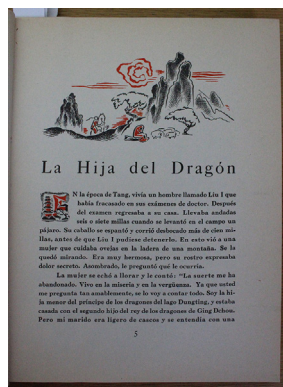 La Hija del Dragón
EN la época de Tang, vivía un hombre llamado Liu I que
había fracasado en sus exámenes de doctor. Después
del examen regresaba a su casa. Llevaba andadas
seis o siete millas cuando se levantó en el campo un
pájaro. Su caballo se espantó y corrió desbocado más de cien mi-
llas, antes de que Liu I pudiese detenerlo. En esto vió a una
mujer que cuidaba ovejas en la ladera de una montaña. Se le
quedó mirando. Era muy hermosa, pero su rostro expresaba
dolor secreto. Asombrado, le preguntó qué le ocurría.
La mujer se echó a llorar y le contó: "La suerte me ha
abandonado. Vivo en la miseria y en la vergüenza. Ya que usted
me pregunta tan amablemente, se lo voy a contar todo. Soy la hi-
ja menor del príncipe de los dragones del lago Dungting, y estaba
casada con el segundo hijo del rey de los dragones de Ging Dchou.
Pero mi marido era ligero de cascos y se entendía con una
5